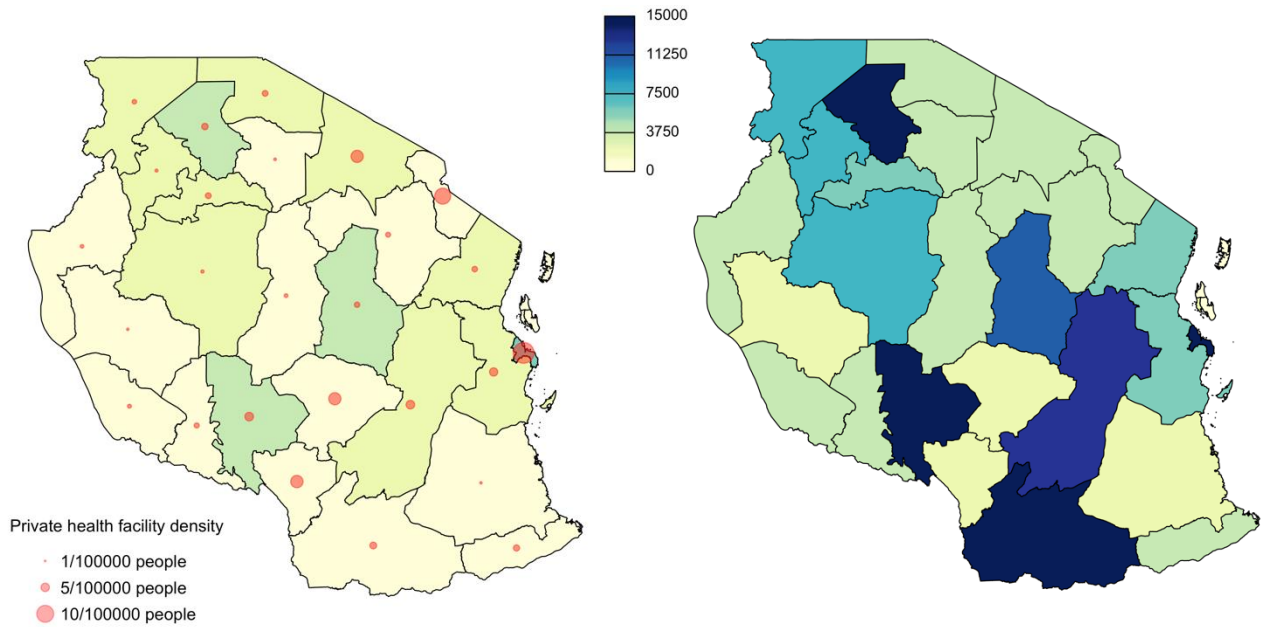 15000
11250
7500
3750
0
Private health facility density
1/100000 people
5/100000 people
10/100000 people